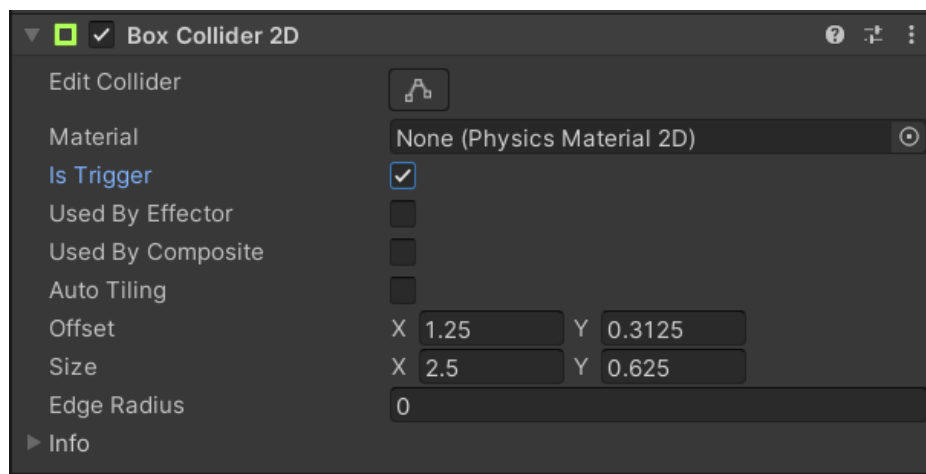 Box Collider 2D
Edit Collider
Material None (Physics Material 2D)
Is Trigger
Used By Effector
Used By Composite
Auto Tiling
Offset X 1.25 Y 0.3125
Size X 2.5 Y 0.625
Edge Radius 0
Info